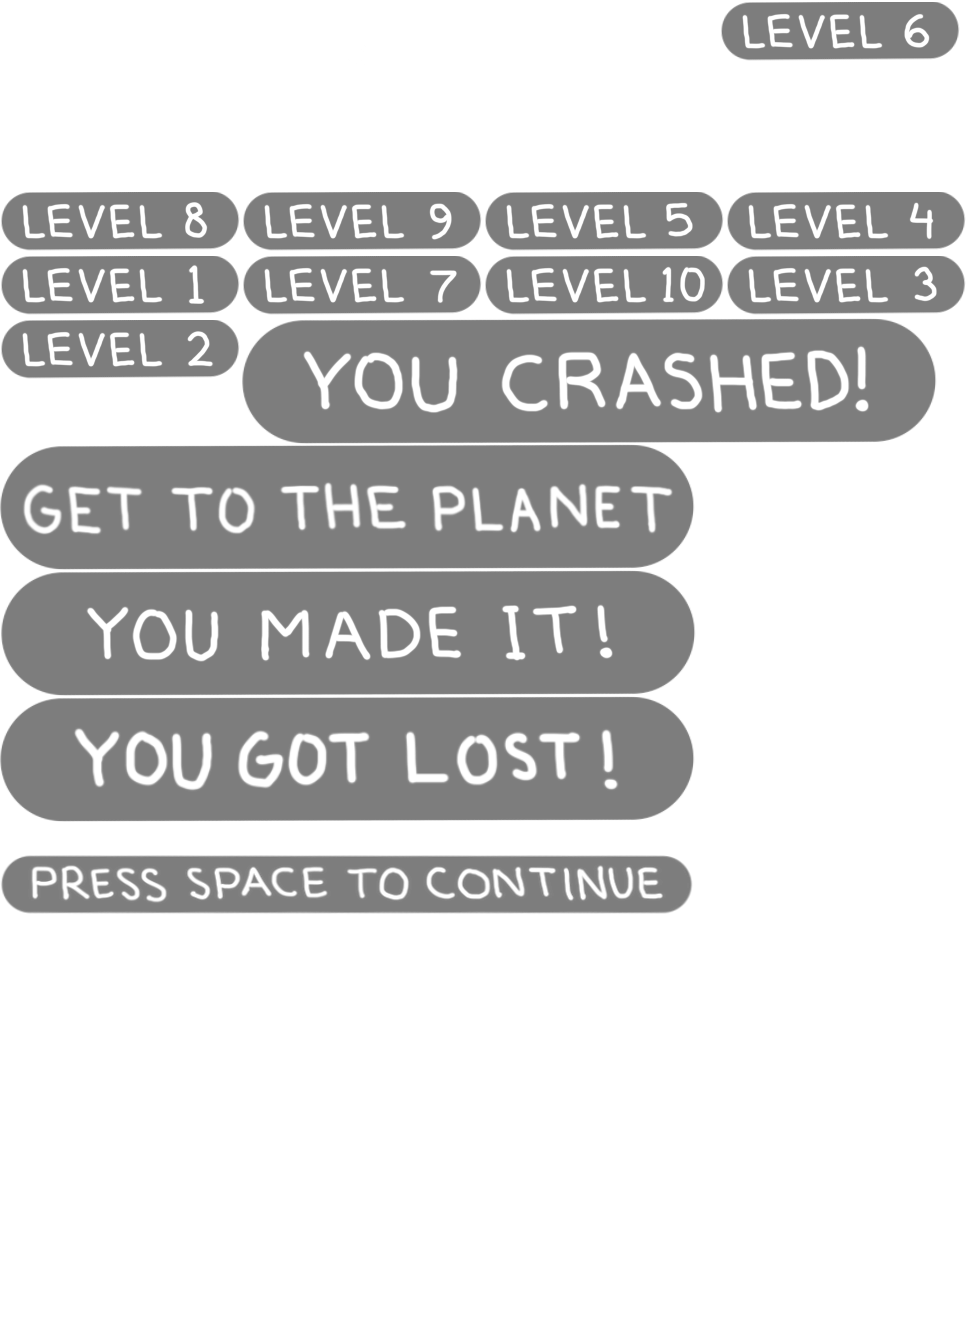 LEVEL 6
LEVEL 8 LEVEL 9 LEVEL 5 LEVEL 4
LEVEL 1 LEVEL 7 LEVEL 10 LEVEL 3
LEVEL 2 YOU CRASHED!
GET TO THE PLANET
YOU MADE IT!
YOU GOT LOST!
PRESS SPACE TO CONTINUE